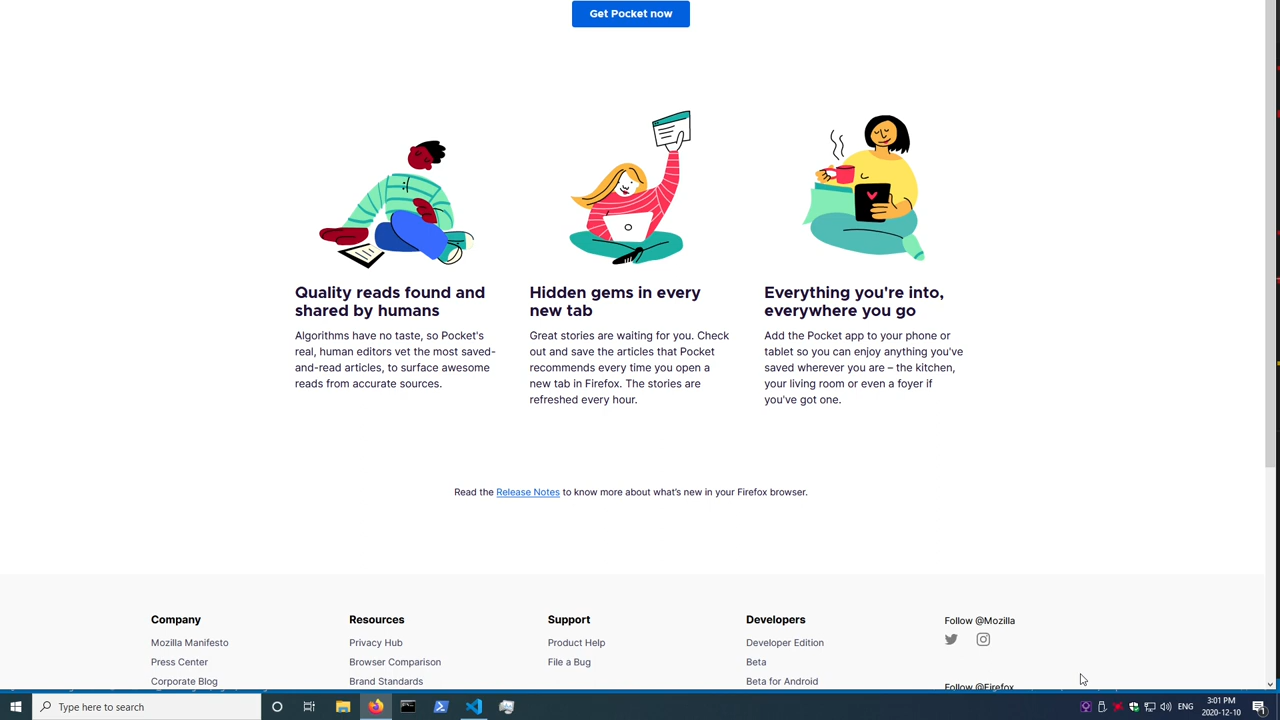 Get Pocket now
Quality reads found and
shared by humans
Algorithms have no taste, so Pocket's
real, human editors vet the most saved-
and-read articles, to surface awesome
reads from accurate sources.
Hidden gems in every
new tab
Great stories are waiting for you. Check
out and save the articles that Pocket
recommends every time you open a
new tab in Firefox. The stories are
refreshed every hour.
Everything you're into,
everywhere you go
Add the Pocket app to your phone or
tablet so you can enjoy anything you've
saved wherever you are – the kitchen,
your living room or even a foyer if
you've got one.
Read the Release Notes to know more about what's new in your Firefox browser.
Company
Mozilla Manifesto
Press Center
Corporate Blog
Resources
Privacy Hub
Browser Comparison
Brand Standards
Support
Product Help
File a Bug
Developers
Developer Edition
Beta
Beta for Android
Follow @Mozilla
Follow @Firefox
Type here to search
ENG
3:01 PM
2020-12-10